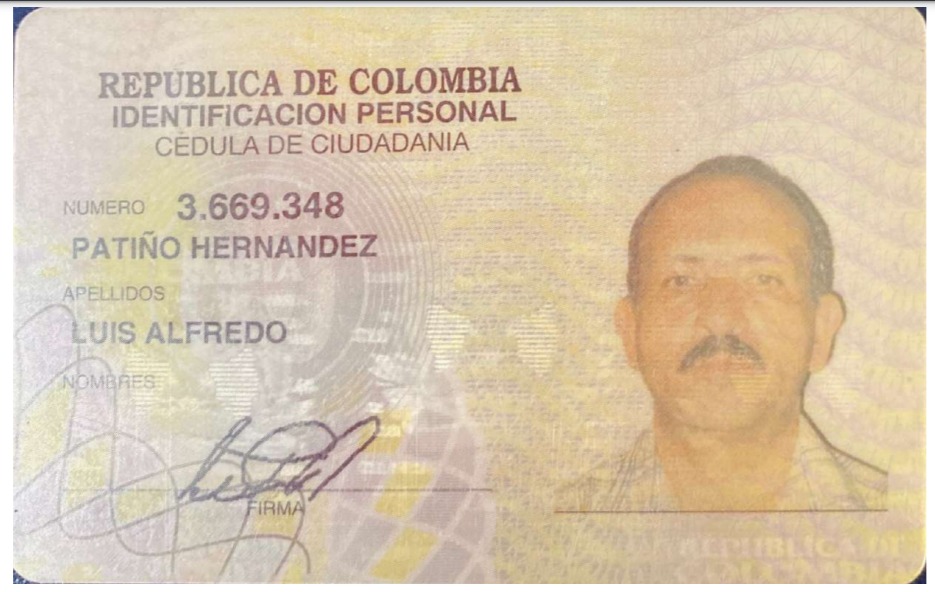 REPUBLICA DE COLOMBIA
IDENTIFICACION PERSONAL
CÉDULA DE CIUDADANIA
NUMERO 3.669.348
PATIÑO HERNANDEZ
APELLIDOS
LUIS ALFREDO
NOMBRES
FIRMA
REPUBLICA DE
COLOMBIA